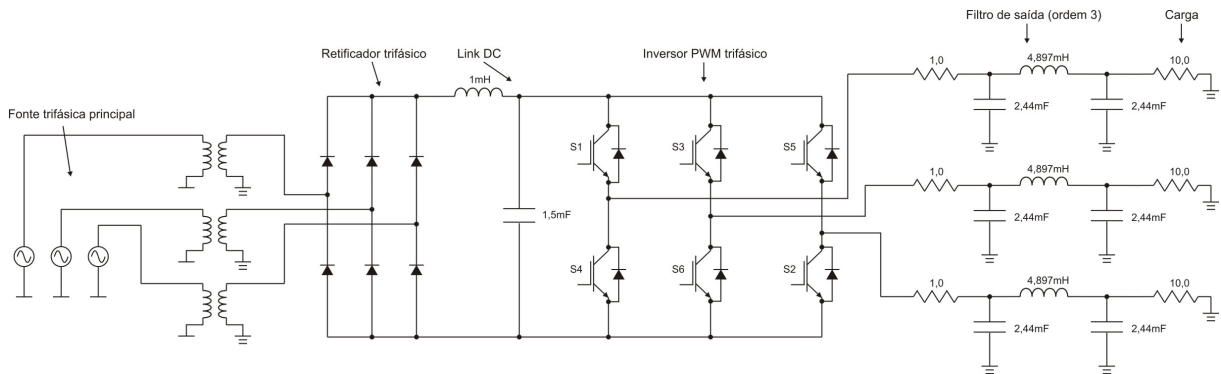 Filtro de saída (ordem 3)
Carga
Retificador trifásico
Link DC
Inversor PWM trifásico
1,0
4,897mH
10,0
1mH
Fonte trifásica principal
2,44mF
2,44mF
S1
S3
S5
1,0
4,897mH
10,0
1,5mF
2,44mF
2,44mF
S4
S6
S2
1,0
4,897mH
10,0
2,44mF
2,44mF